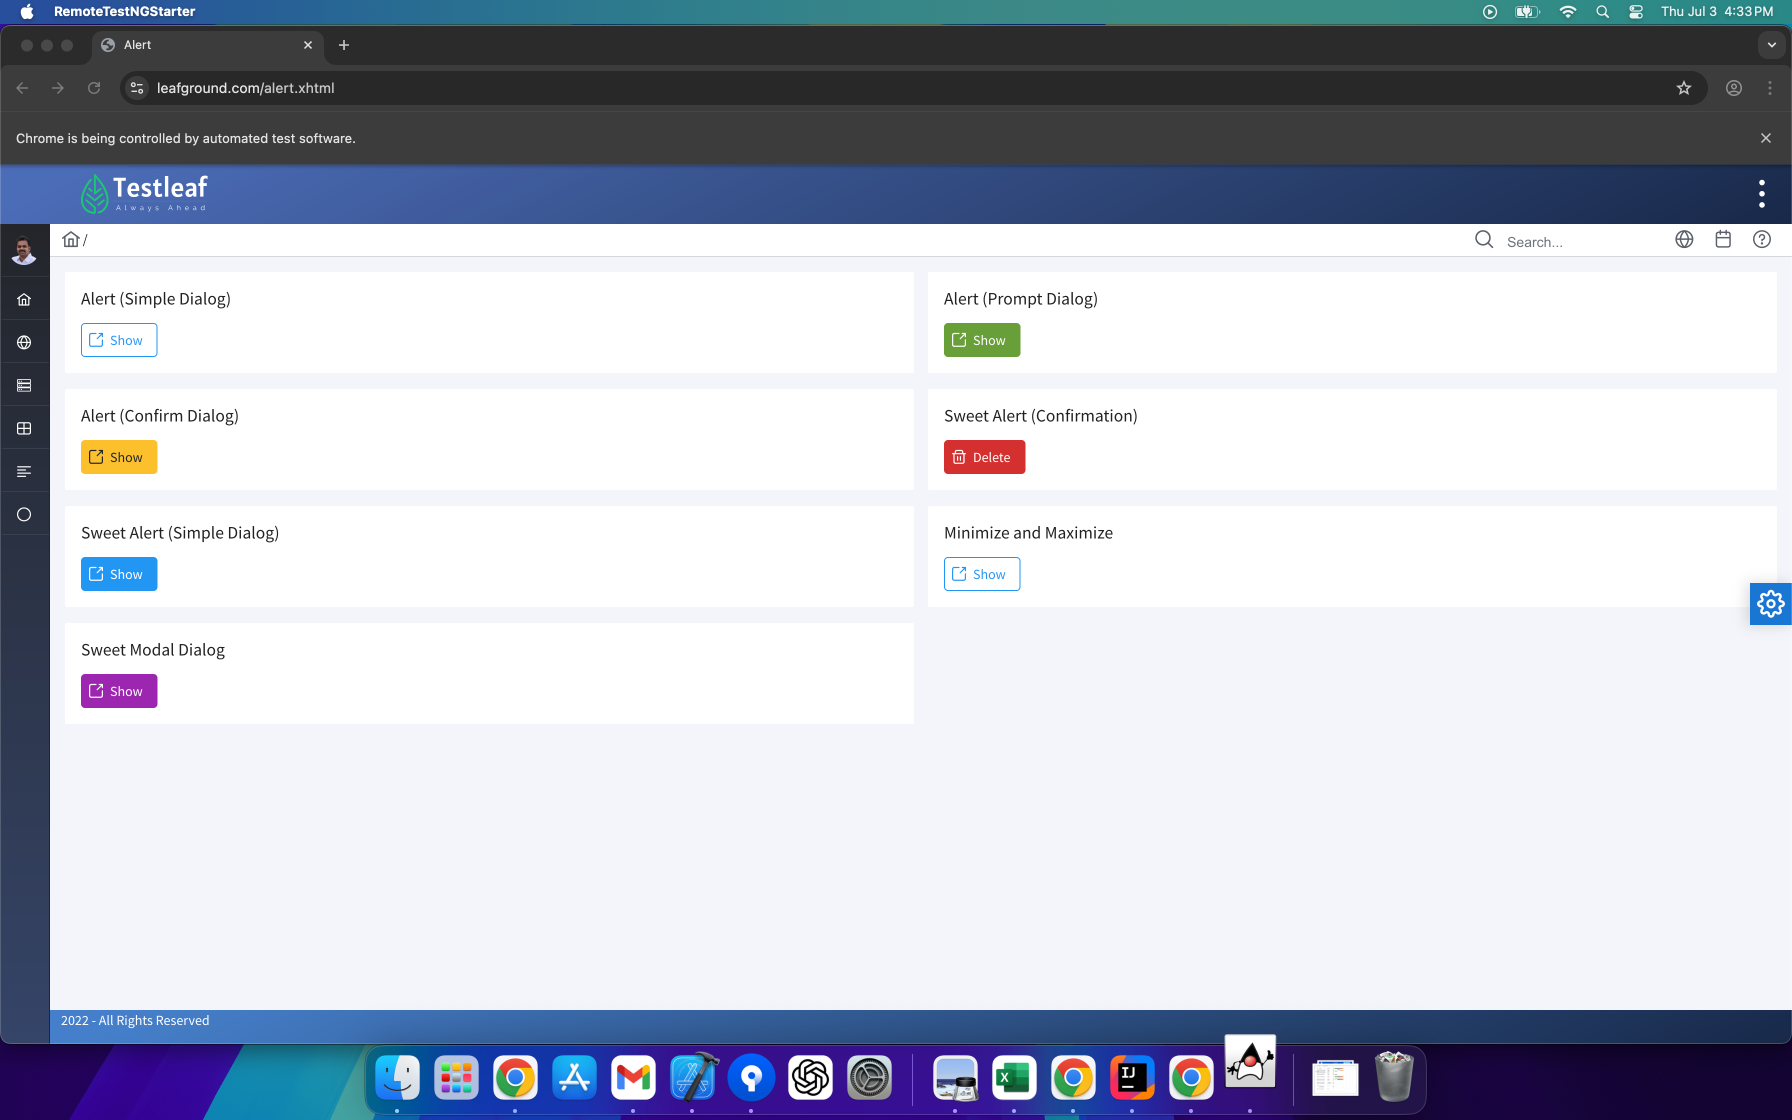 RemoteTestNGStarter
Thu Jul 3 4:33 PM
Alert
leafground.com/alert.xhtml
Chrome is being controlled by automated test software.
Testleaf
Always Ahead
/
Search...
Alert (Simple Dialog)
Show
Alert (Prompt Dialog)
Show
Alert (Confirm Dialog)
Show
Sweet Alert (Confirmation)
Delete
Sweet Alert (Simple Dialog)
Show
Minimize and Maximize
Show
Sweet Modal Dialog
Show
2022 - All Rights Reserved
X
IJ